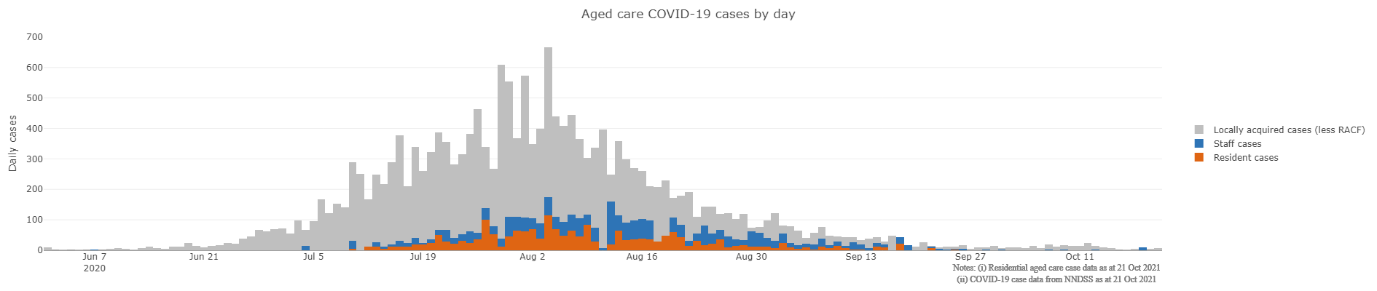 Aged care COVID-19 cases by day
700
600
500
400
300
200
100
0
Daily cases
Jun 7
2020
Jun 21
Jul 5
Jul 19
Aug 2
Aug 16
Aug 30
Sep 13
Sep 27
Oct 11
Locally acquired cases (less RACF)
Staff cases
Resident cases
Notes: (i) Residential aged care case data as at 21 Oct 2021
(ii) COVID-19 case data from NNDSS as at 21 Oct 2021